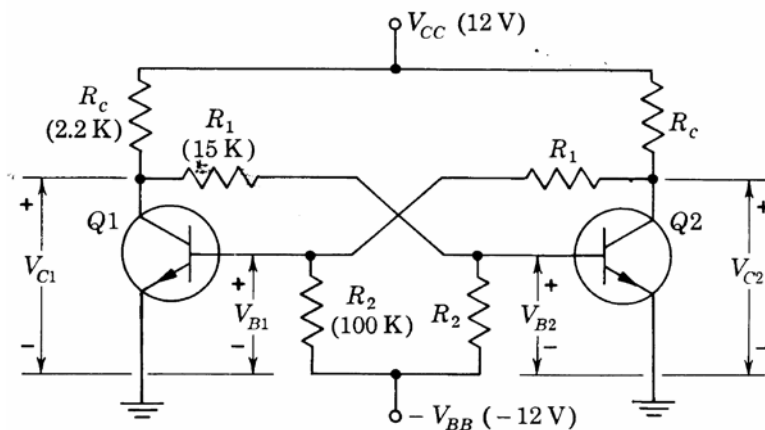 V_CC (12 V)
R_c
(2.2 K)
R_1
(15 K)
R_1
R_c
+
Q1
V_C1
−
+
V_B1
−
R_2
(100 K)
R_2
+
V_B2
−
Q2
+
V_C2
−
− V_BB (−12 V)